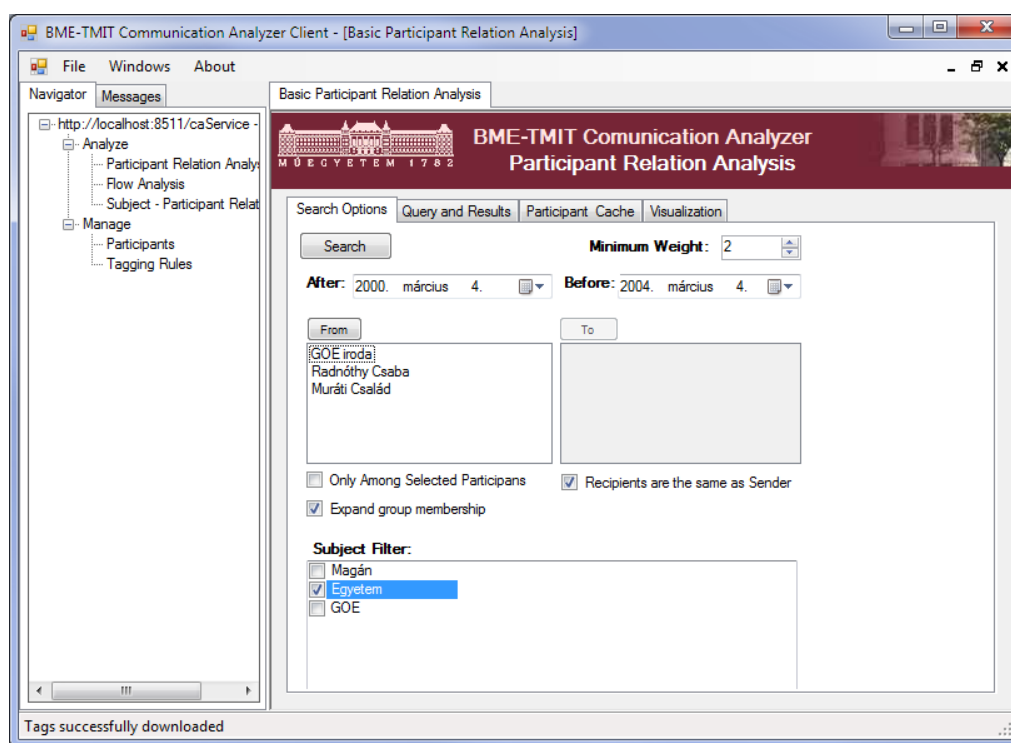 BME-TMIT Communication Analyzer Client - [Basic Participant Relation Analysis]
File Windows About
Navigator Messages
http://localhost:8511/caService -
Analyze
Participant Relation Analy
Flow Analysis
Subject - Participant Relat
Manage
Participants
Tagging Rules
Basic Participant Relation Analysis
MŰEGYETEM 1782
BME-TMIT Comunication Analyzer
Participant Relation Analysis
Search Options Query and Results Participant Cache Visualization
Search Minimum Weight: 2
After: 2000. március 4. Before: 2004. március 4.
From To
GOE iroda
Radnóthy Csaba
Muráti Család
Only Among Selected Participans Recipients are the same as Sender
Expand group membership
Subject Filter:
Magán
Egyetem
GOE
Tags successfully downloaded